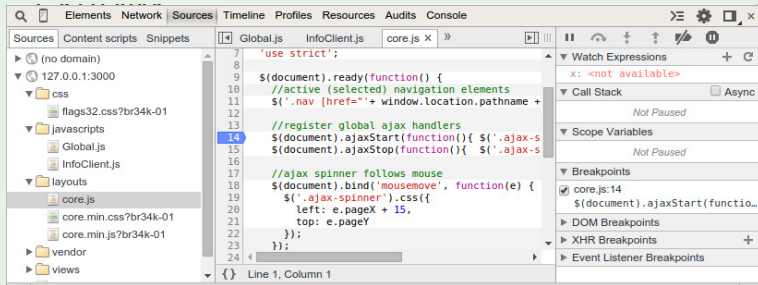 Elements Network Sources Timeline Profiles Resources Audits Console
Sources Content scripts Snippets
(no domain)
127.0.0.1:3000
css
flags32.css?br34k-01
javascripts
Global.js
InfoClient.js
layouts
core.js
core.min.css?br34k-01
core.min.js?br34k-01
vendor
views
Global.js InfoClient.js core.js × »
7 'use strict';
8
9 $(document).ready(function() {
10 //active (selected) navigation elements
11 $('.nav [href="'+ window.location.pathname +
12
13 //register global ajax handlers
14 $(document).ajaxStart(function(){ $('.ajax-s
15 $(document).ajaxStop(function(){ $('.ajax-s
16
17 //ajax spinner follows mouse
18 $(document).bind('mousemove', function(e) {
19 $('.ajax-spinner').css({
20 left: e.pageX + 15,
21 top: e.pageY
22 });
23 });
24
{} Line 1, Column 1
Watch Expressions
x: <not available>
Call Stack Async
Not Paused
Scope Variables
Not Paused
Breakpoints
core.js:14
$(document).ajaxStart(functio...
DOM Breakpoints
XHR Breakpoints
Event Listener Breakpoints